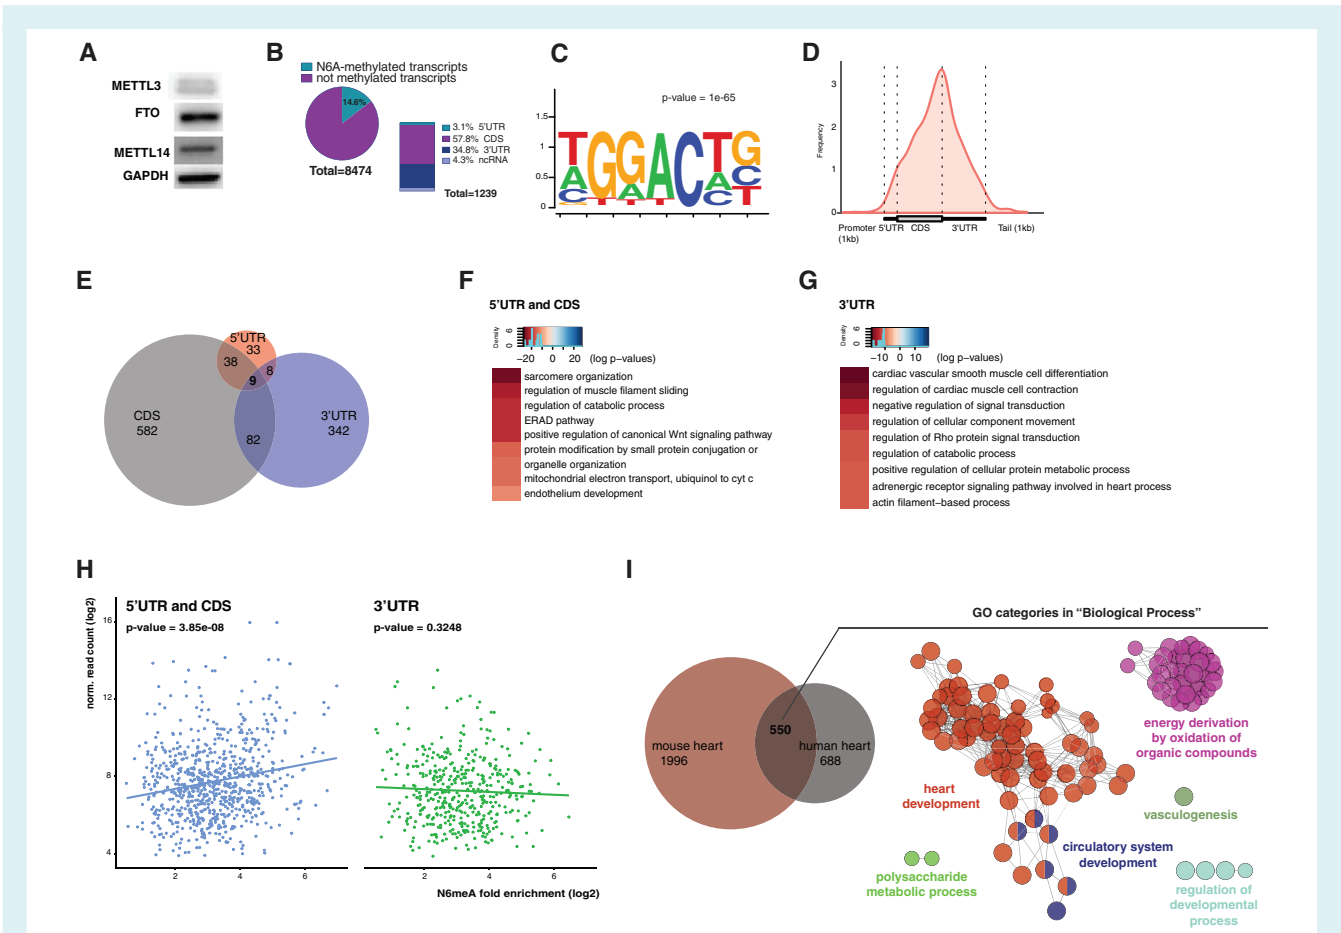 A
METTL3
FTO
METTL14
GAPDH
B
N6A-methylated transcripts
not methylated transcripts
14.6%
Total=8474
3.1% 5'UTR
57.8% CDS
34.8% 3'UTR
4.3% ncRNA
Total=1239
C
p-value = 1e-65
1.5
1
0.5
0
T
A
C
G
T
G
A
T
A
T
C
T
A
C
G
C
T
D
Frequency
3
2
1
0
Promoter (1kb)
5'UTR
CDS
3'UTR
Tail (1kb)
E
5'UTR
33
38
8
9
CDS
582
3'UTR
342
82
F
5'UTR and CDS
Density
0 6
−20 0 20 (log p−values)
sarcomere organization
regulation of muscle filament sliding
regulation of catabolic process
ERAD pathway
positive regulation of canonical Wnt signaling pathway
protein modification by small protein conjugation or
organelle organization
mitochondrial electron transport, ubiquinol to cyt c
endothelium development
G
3'UTR
Density
0 6
−10 0 10 (log p−values)
cardiac vascular smooth muscle cell differentiation
regulation of cardiac muscle cell contraction
negative regulation of signal transduction
regulation of cellular component movement
regulation of Rho protein signal transduction
regulation of catabolic process
positive regulation of cellular protein metabolic process
adrenergic receptor signaling pathway involved in heart process
actin filament−based process
H
norm. read count (log2)
5'UTR and CDS
p-value = 3.85e-08
3'UTR
p-value = 0.3248
16
12
8
4
2 4 6
2 4 6
N6meA fold enrichment (log2)
I
GO categories in “Biological Process”
mouse heart
1996
550
human heart
688
heart
development
energy derivation
by oxidation of
organic compounds
vasculogenesis
circulatory system
development
polysaccharide
metabolic process
regulation of
developmental
process